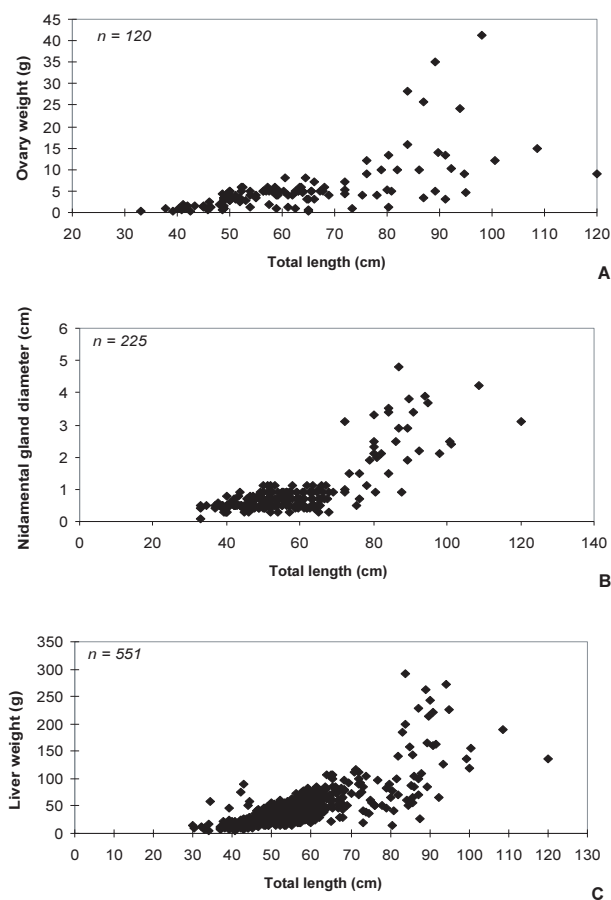 n = 120
45
40
35
30
25
20
15
10
5
0
Ovary weight (g)
20 30 40 50 60 70 80 90 100 110 120
Total length (cm)
A
n = 225
6
5
4
3
2
1
0
Nidamental gland diameter (cm)
0 20 40 60 80 100 120 140
Total length (cm)
B
n = 551
350
300
250
200
150
100
50
0
Liver weight (g)
0 10 20 30 40 50 60 70 80 90 100 110 120 130
Total length (cm)
C